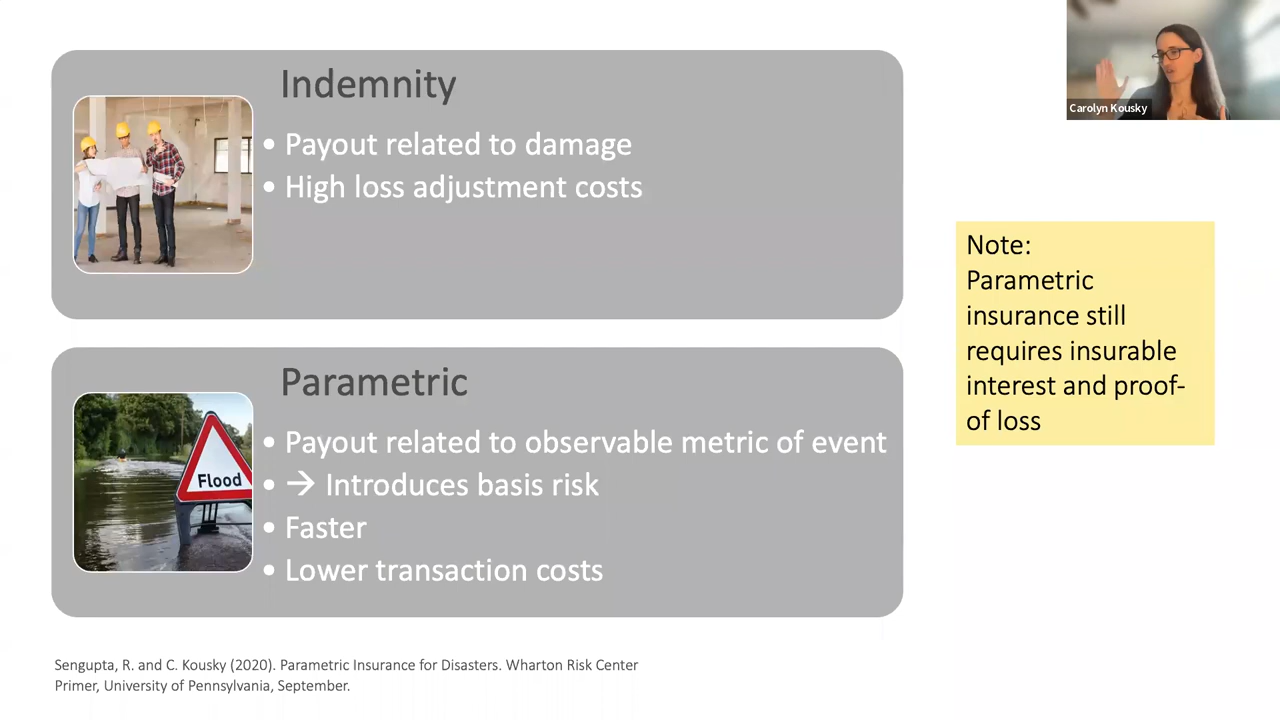 Indemnity
• Payout related to damage
• High loss adjustment costs
Carolyn Kousky
Note:
Parametric
insurance still
requires insurable
interest and proof-
of loss
Parametric
• Payout related to observable metric of event
• → Introduces basis risk
• Faster
• Lower transaction costs
Flood
Sengupta, R. and C. Kousky (2020). Parametric Insurance for Disasters. Wharton Risk Center
Primer, University of Pennsylvania, September.